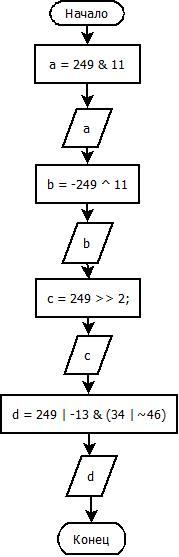 Начало
a = 249 & 11
a
b = -249 ^ 11
b
c = 249 >> 2;
c
d = 249 | -13 & (34 | ~46)
d
Конец